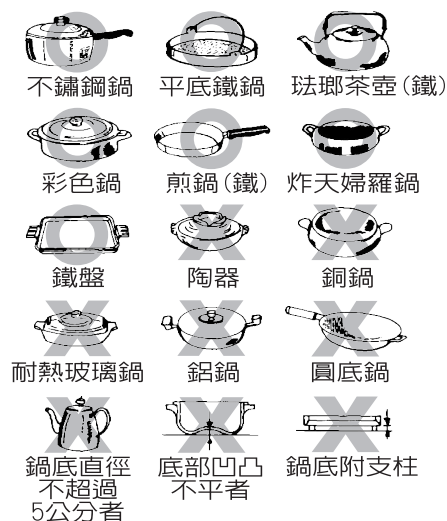 不鏽鋼鍋 平底鐵鍋 琺瑯茶壺(鐵)
彩色鍋 煎鍋(鐵) 炸天婦羅鍋
鐵盤 陶器 銅鍋
耐熱玻璃鍋 鋁鍋 圓底鍋
鍋底直徑
不超過
5公分者
底部凹凸
不平者
鍋底附支柱